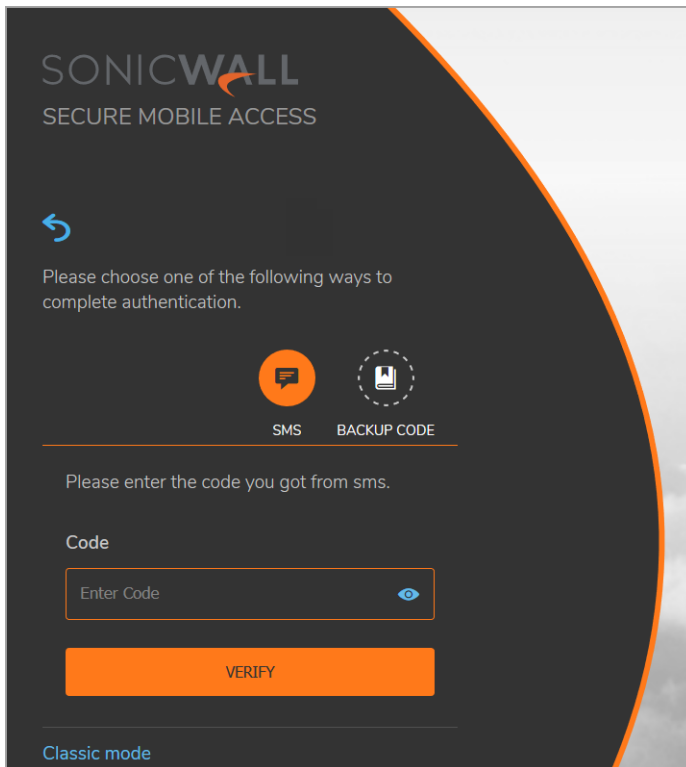 SONICWALL
SECURE MOBILE ACCESS
Please choose one of the following ways to
complete authentication.
SMS BACKUP CODE
Please enter the code you got from sms.
Code
Enter Code
VERIFY
Classic mode